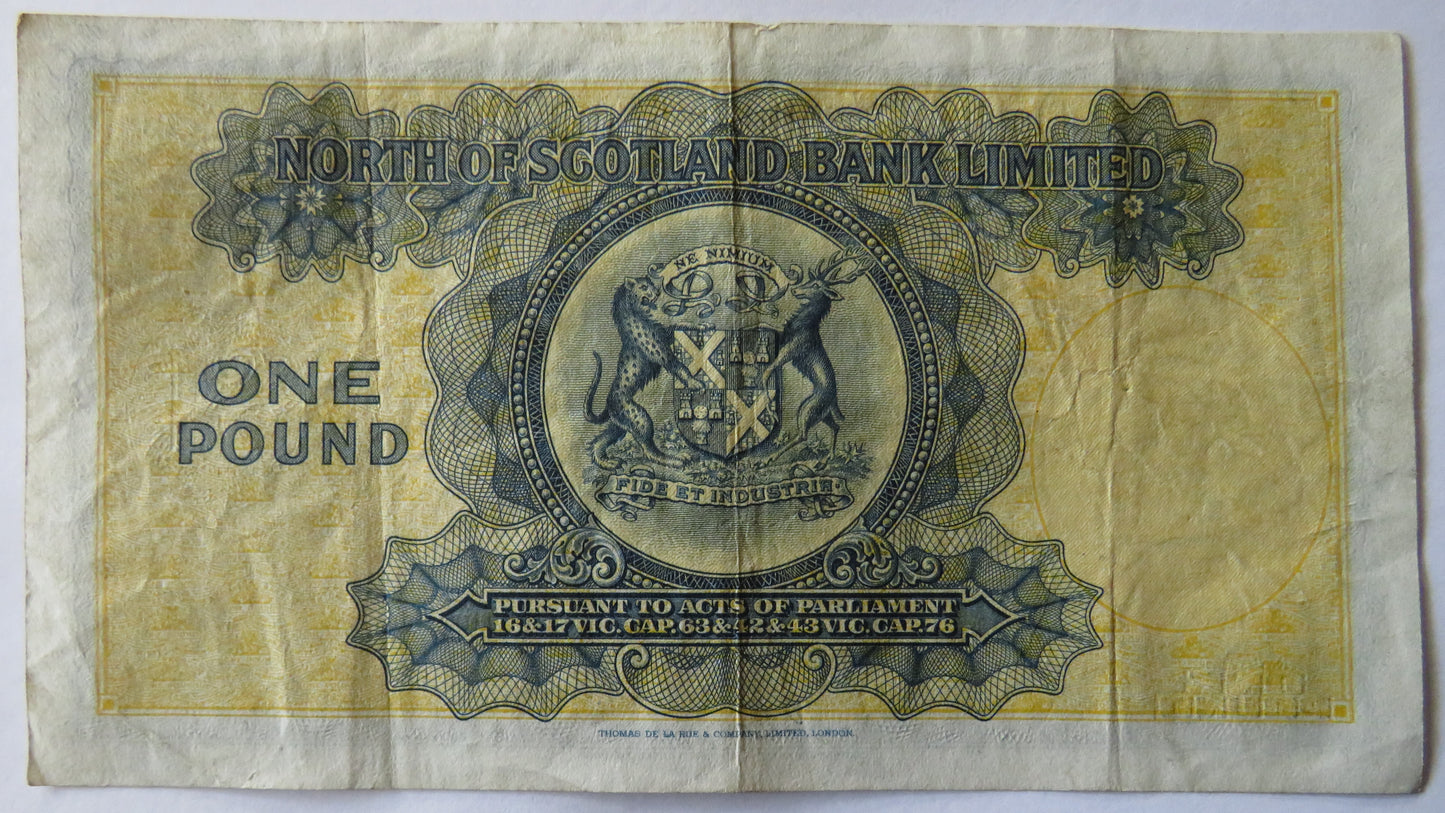 NORTH OF SCOTLAND BANK LIMITED
NE NIMIUM
ONE
POUND
FIDE ET INDUSTRIÆ
PURSUANT TO ACTS OF PARLIAMENT
16&17 VIC. CAP. 63 & 42 & 43 VIC. CAP. 76
THOMAS DE LA RUE & COMPANY, LIMITED, LONDON.